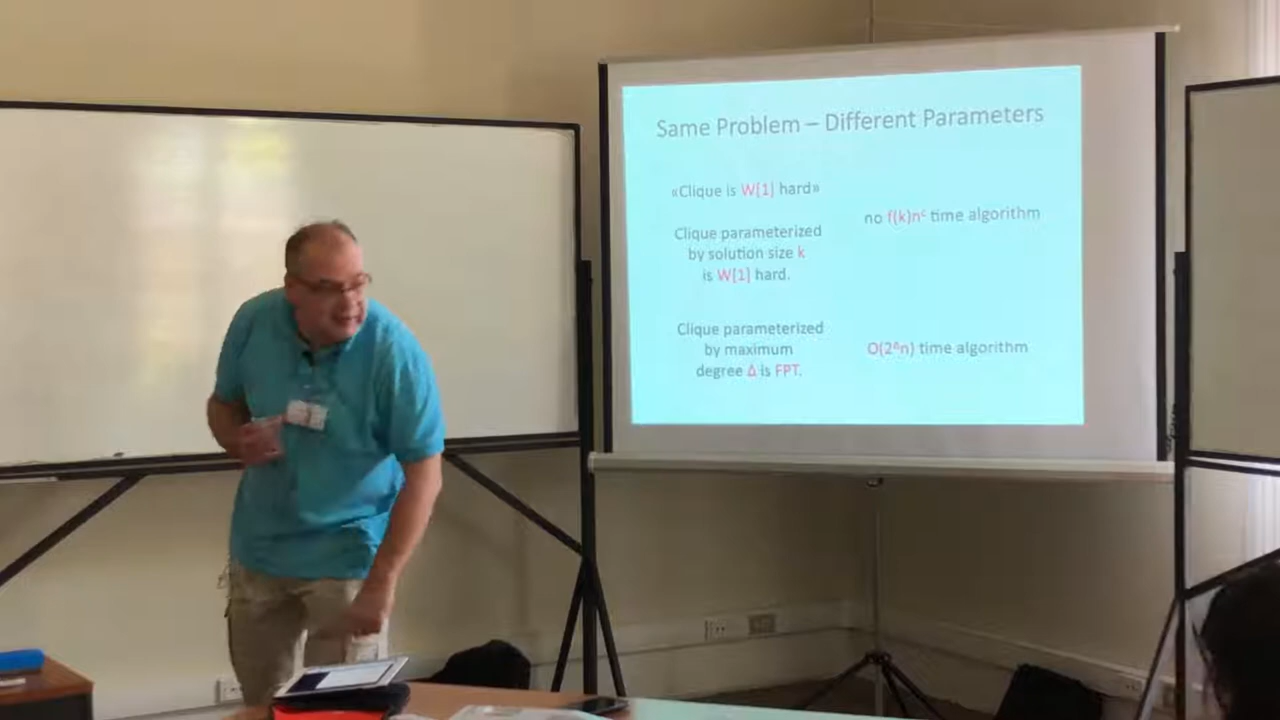 Same Problem – Different Parameters
«Clique is W[1] hard»
no f(k)nᶜ time algorithm
Clique parameterized
by solution size k
is W[1] hard.
Clique parameterized
by maximum
degree Δ is FPT.
O(2^Δn) time algorithm